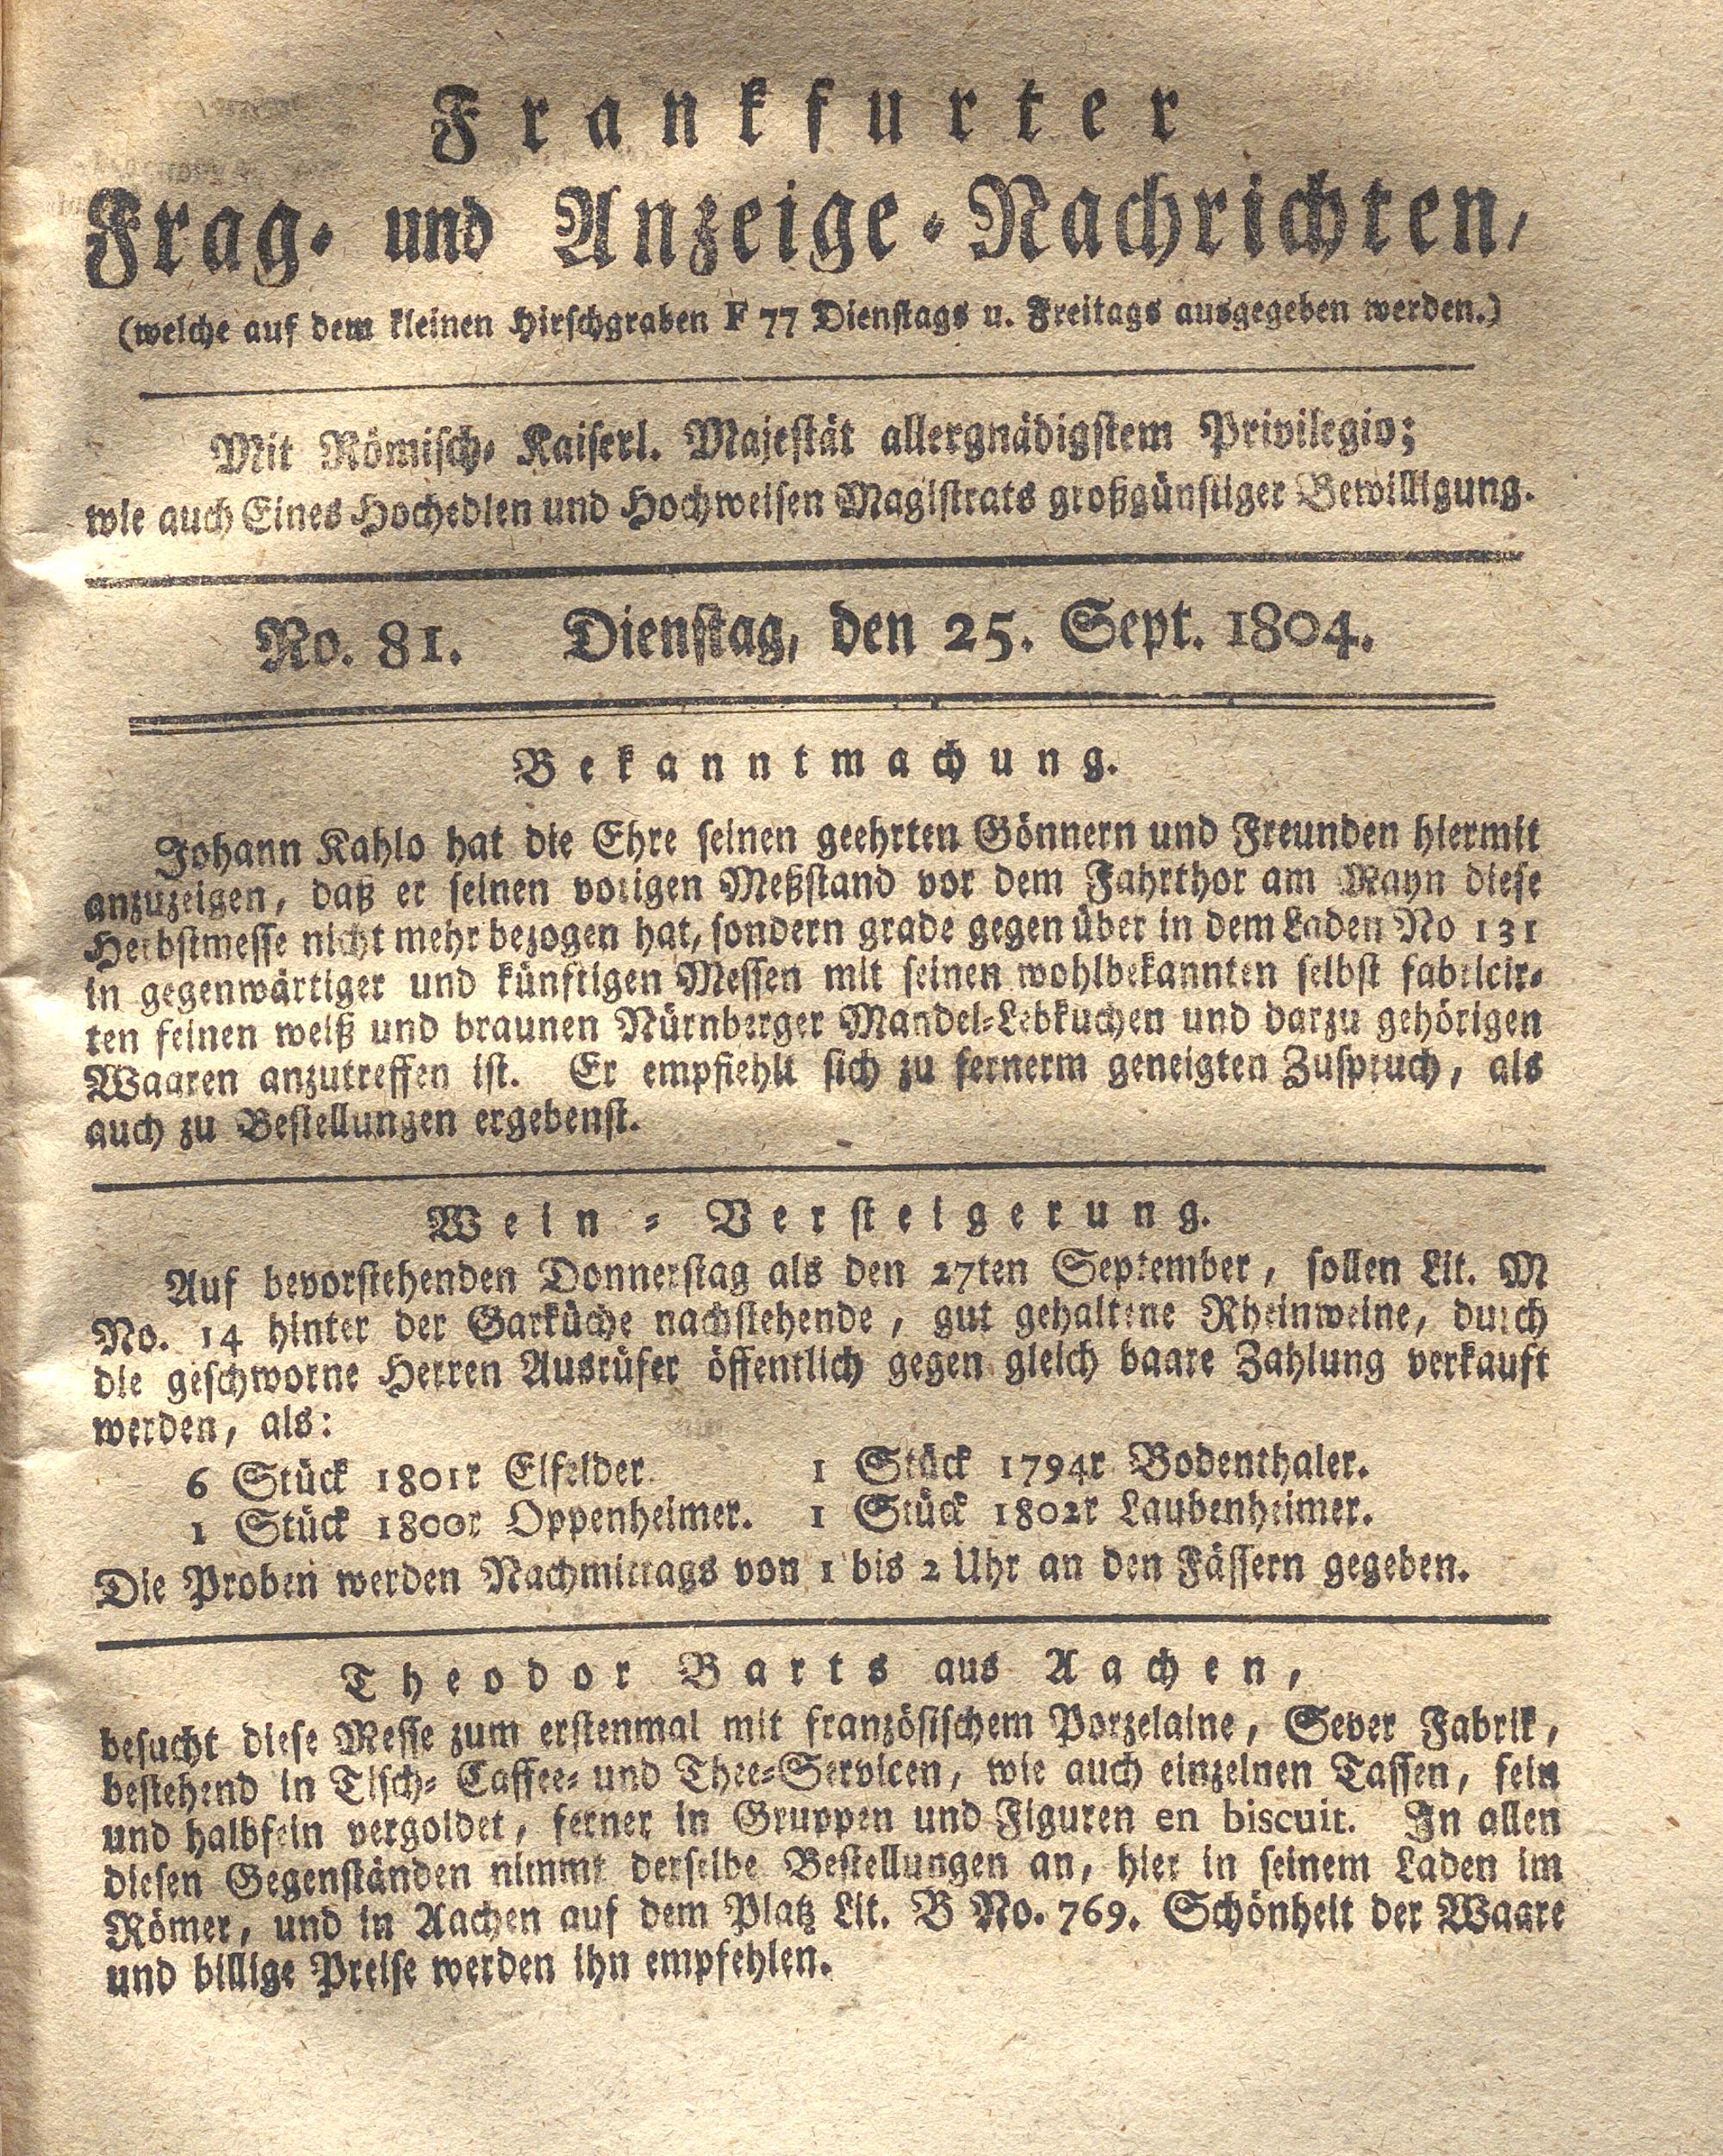 Frankfurter
Frag- und Anzeige-Nachrichten,
(welche auf dem kleinen Hirschgraben F 77 Dienstags u. Freitags ausgegeben werden.)
Mit Römisch- Kaiserl. Majestät allergnädigstem Privilegio;
wie auch Eines Hochedlen und Hochweisen Magistrats großgünstiger Bewilligung.
No. 81. Dienstag, den 25. Sept. 1804.
Bekanntmachung.
Johann Kahlo hat die Ehre seinen geehrten Gönnern und Freunden hiermit
anzuzeigen, daß er seinen vorigen Meßstand vor dem Fahrthor am Mayn diese
Herbstmesse nicht mehr bezogen hat, sondern grade gegen über in dem Laden No 131
in gegenwärtiger und künftigen Messen mit seinen wohlbekannten selbst fabricir-
ten feinen weiß und braunen Nürnberger Mandel-Lebkuchen und darzu gehörigen
Waaren anzutreffen ist. Er empfiehlt sich zu fernerm geneigten Zuspruch, als
auch zu Bestellungen ergebenst.
Wein-Versteigerung.
Auf bevorstehenden Donnerstag als den 27ten September, sollen Lit. M
No. 14 hinter der Garküche nachstehende, gut gehaltene Rheinweine, durch
die geschworne Herren Ausrüfer öffentlich gegen gleich baare Zahlung verkauft
werden, als:
6 Stück 1801r Elfelder. 1 Stück 1794r Bodenthaler.
1 Stück 1800r Oppenheimer. 1 Stück 1802r Laubenheimer.
Die Proben werden Nachmittags von 1 bis 2 Uhr an den Fässern gegeben.
Theodor Barts aus Aachen,
besucht diese Messe zum erstenmal mit französischem Porzelaine, Sever Fabrik,
bestehend in Tisch- Caffee- und Thee-Servicen, wie auch einzelnen Tassen, fein
und halbfein vergoldet, ferner in Gruppen und Figuren en biscuit. In allen
diesen Gegenständen nimmt derselbe Bestellungen an, hier in seinem Laden im
Römer, und in Aachen auf dem Platz Lit. B No. 769. Schönheit der Waare
und billige Preise werden ihn empfehlen.